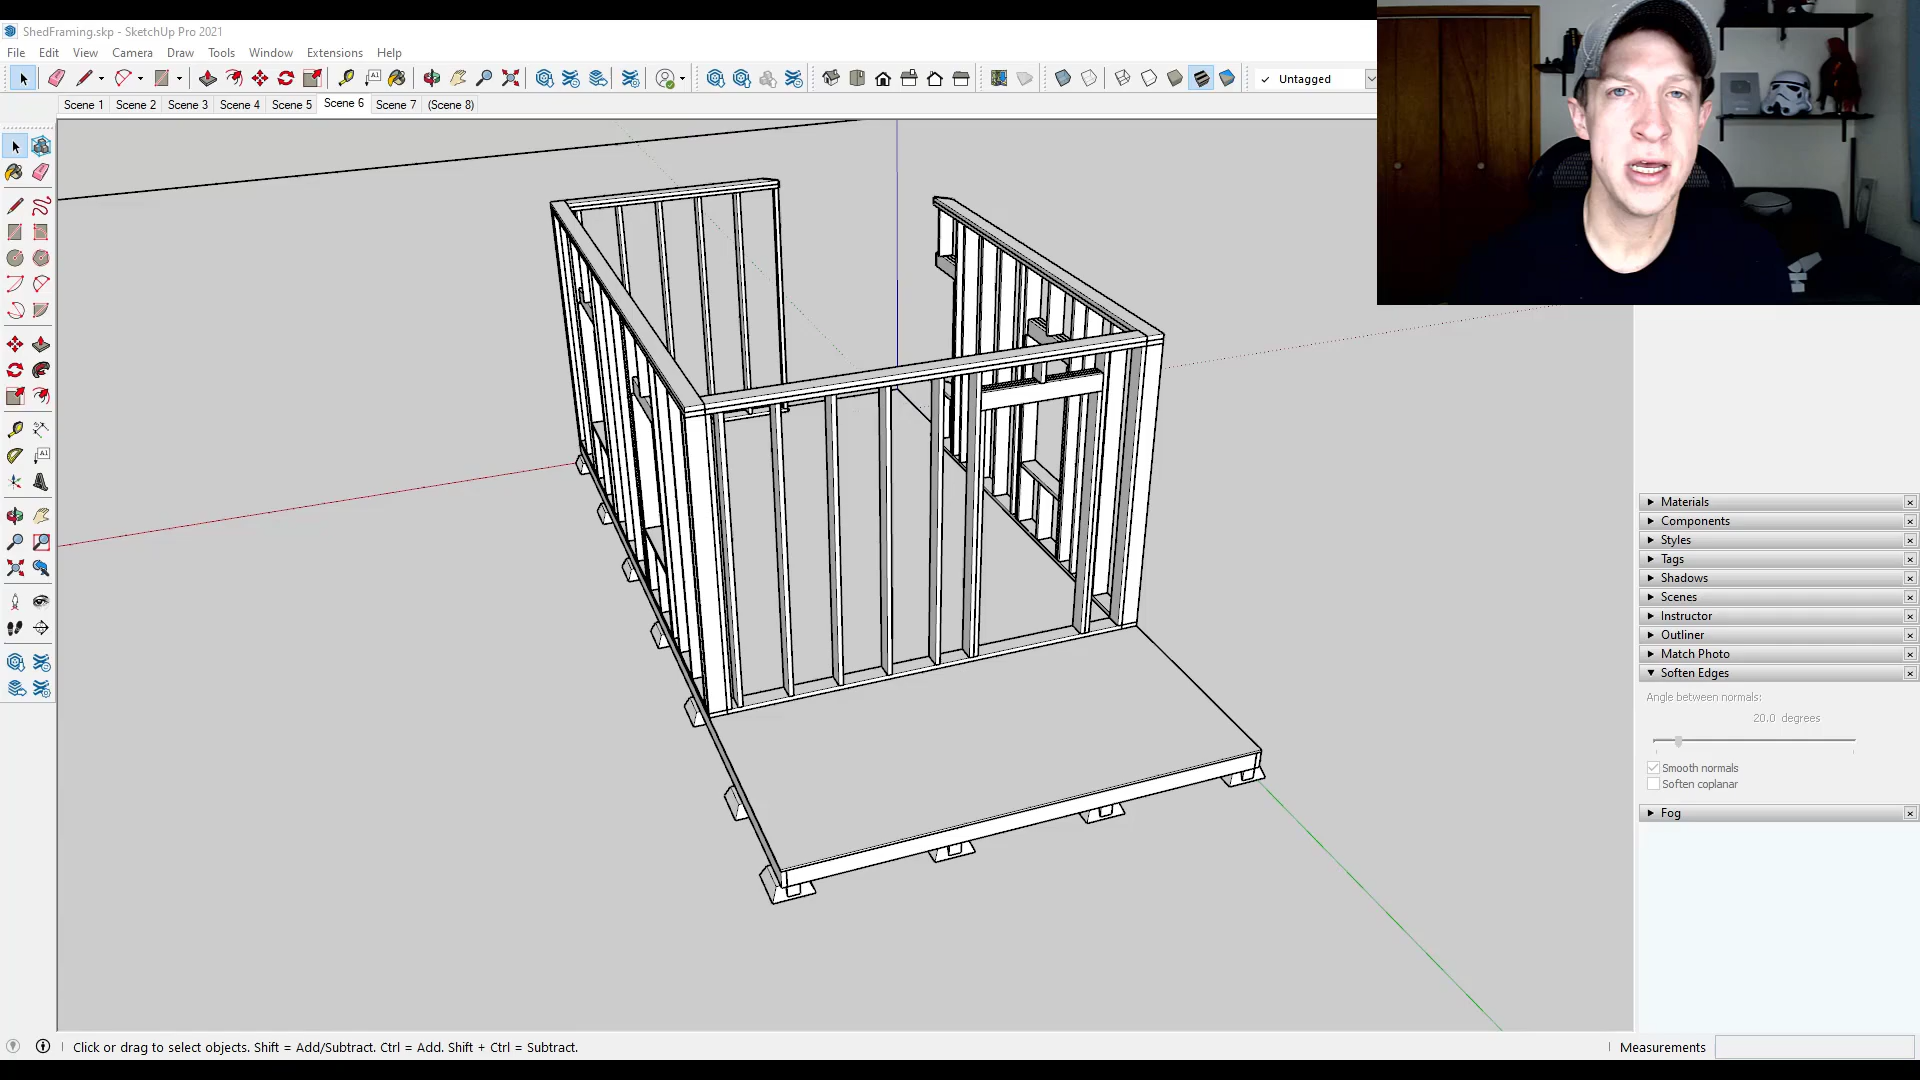 ShedFraming.skp - SketchUp Pro 2021
File Edit View Camera Draw Tools Window Extensions Help
Untagged
Scene 1 Scene 2 Scene 3 Scene 4 Scene 5 Scene 6 Scene 7 (Scene 8)
Materials
Components
Styles
Tags
Shadows
Scenes
Instructor
Outliner
Match Photo
Soften Edges
Angle between normals:
20.0 degrees
Smooth normals
Soften coplanar
Fog
Click or drag to select objects. Shift = Add/Subtract. Ctrl = Add. Shift + Ctrl = Subtract.
Measurements